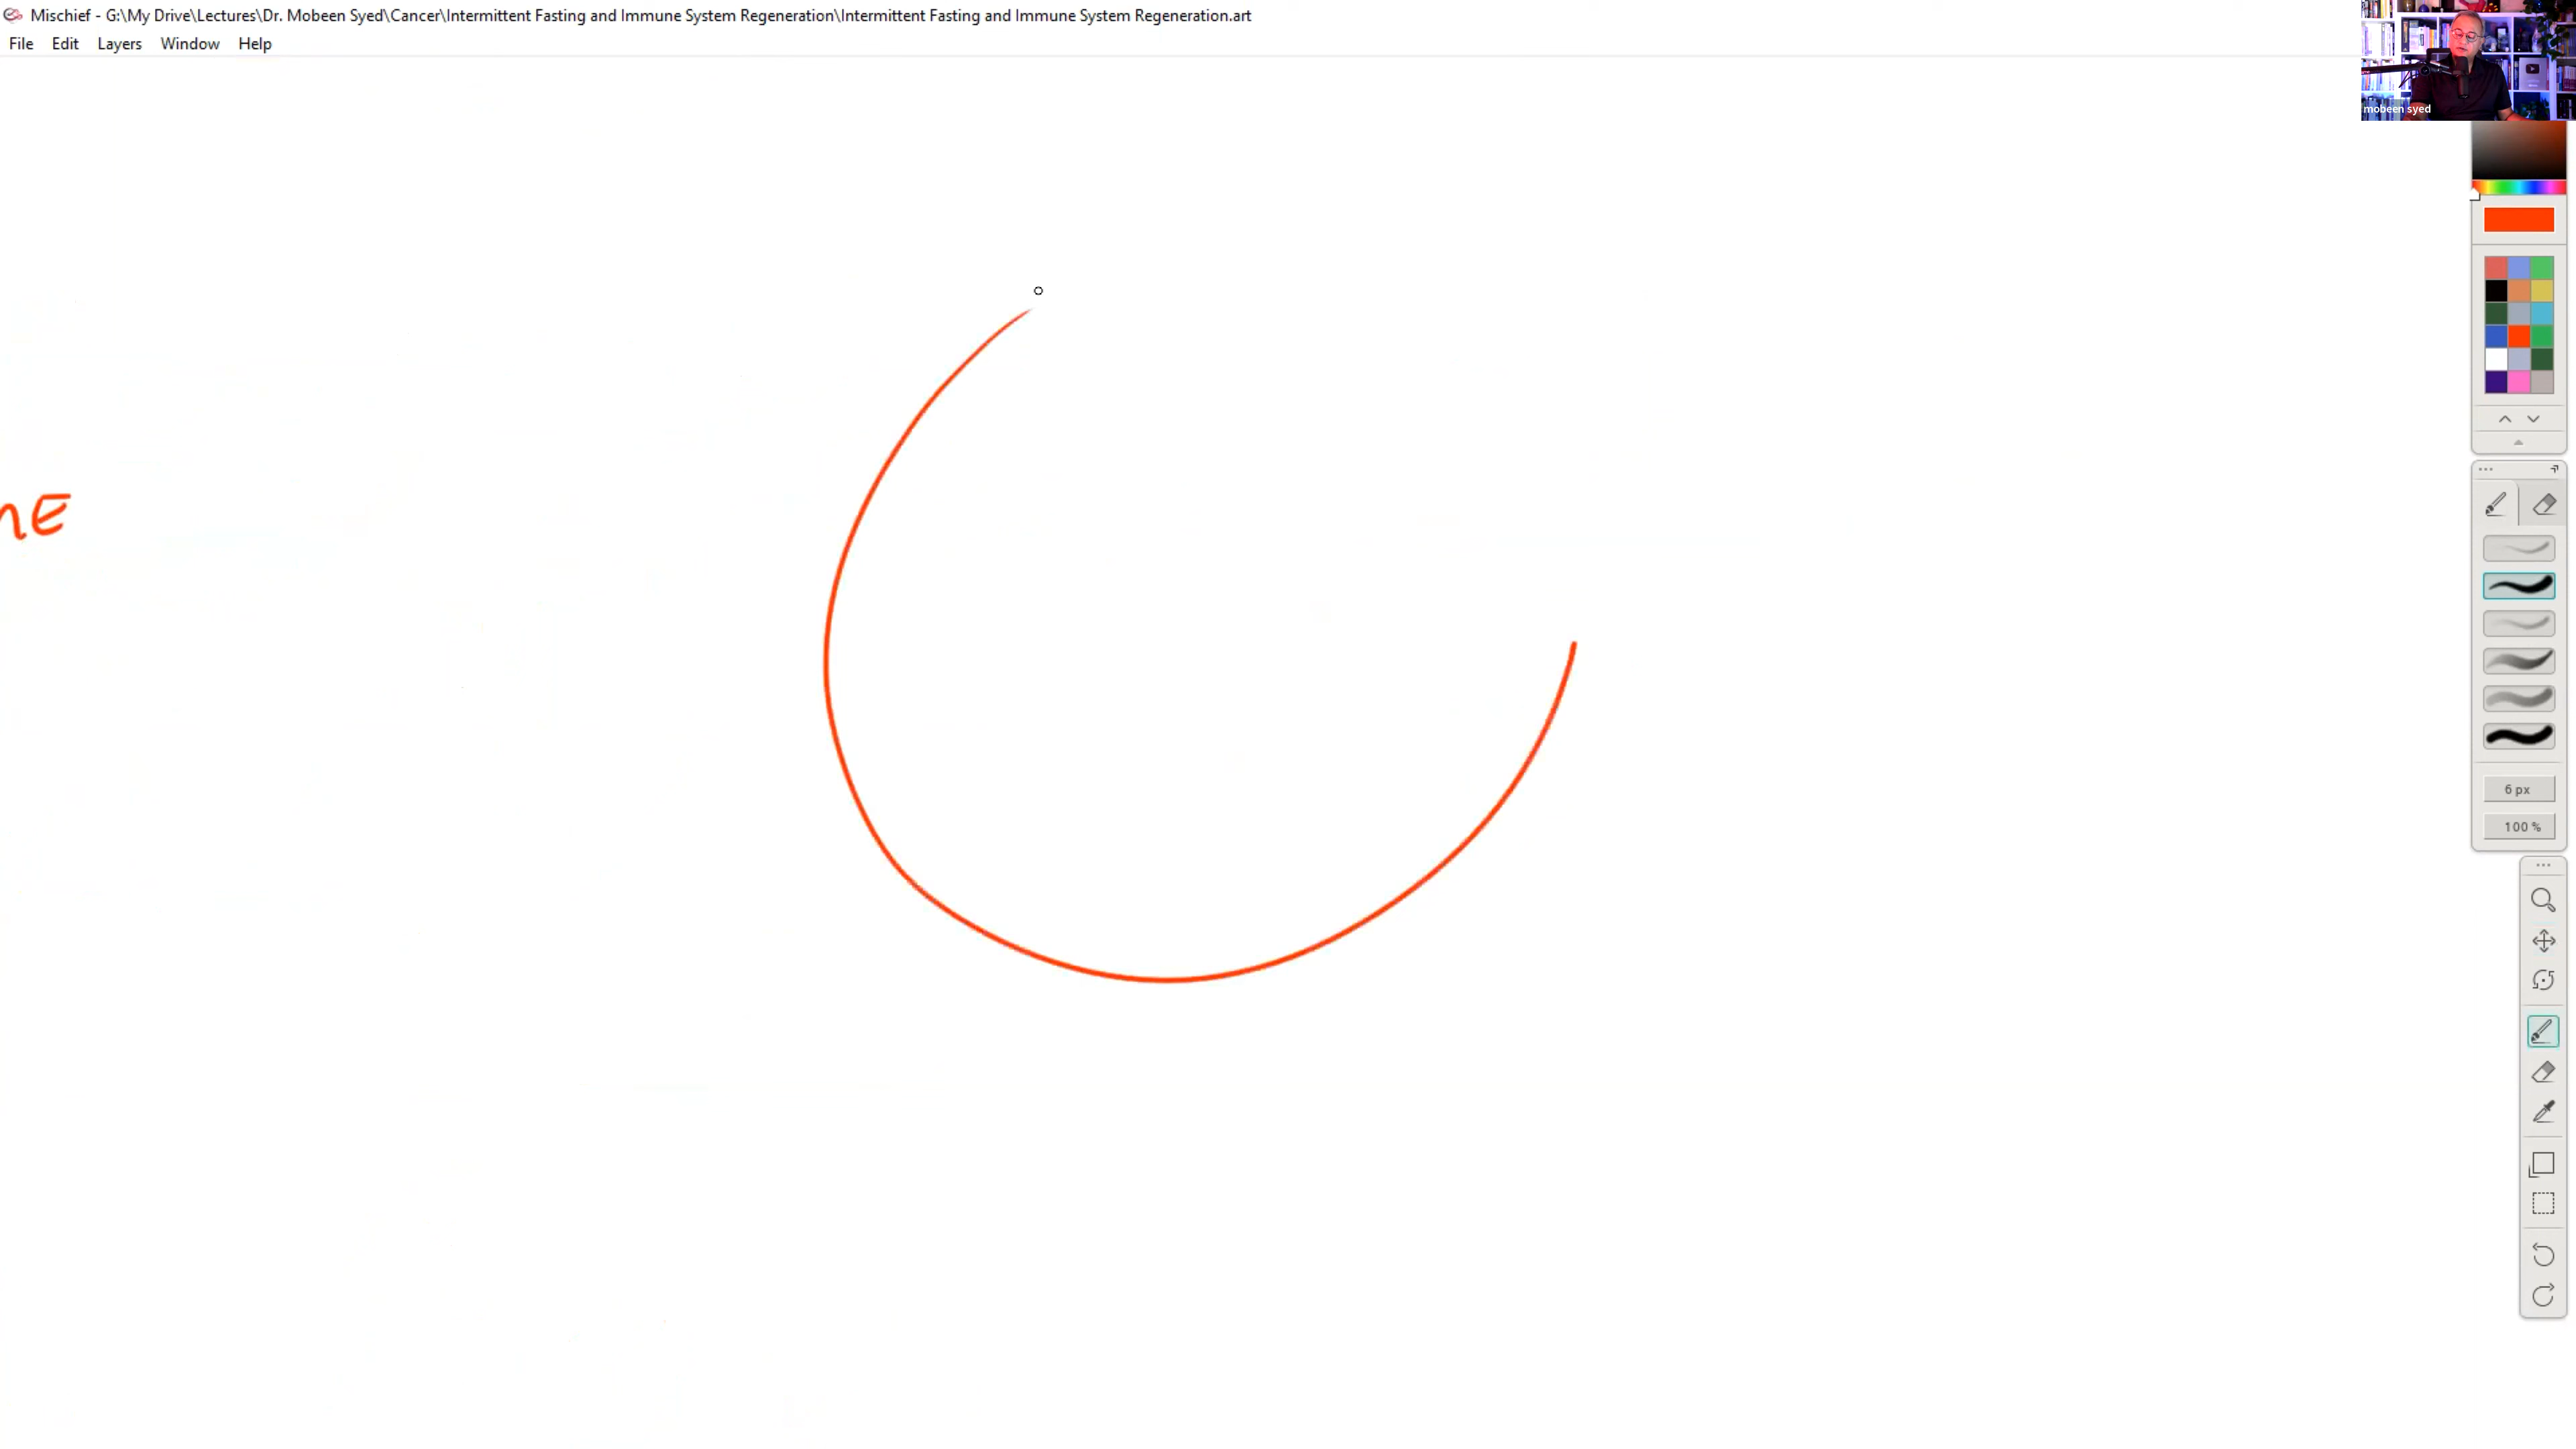 Mischief - G:\My Drive\Lectures\Dr. Mobeen Syed\Cancer\Intermittent Fasting and Immune System Regeneration\Intermittent Fasting and Immune System Regeneration.art
File Edit Layers Window Help
mobeen syed
nE
6 px
100 %